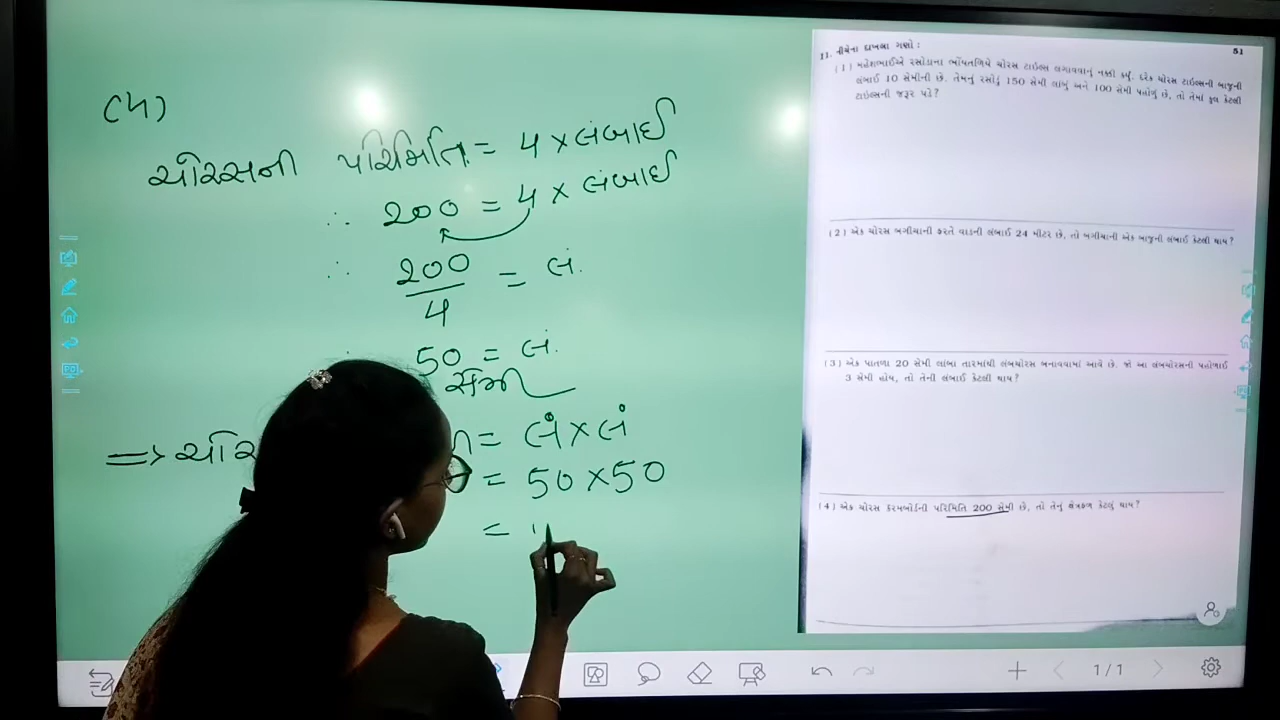 (૫)
ચોરસની પરિમિતિ = 4 × લંબાઈ
∴ 200 = 4 × લંબાઈ
∴ 200 / 4 = લં.
50 = લં.
સેમી
=> ચોરસ = લં × લં
= 50 × 50
=
51
11. નીચેના દાખલા ગણો :
(1) મહેશભાઈએ રસોડાના ભોંયતળિયે ચોરસ ટાઇલ્સ લગાવવાનું નક્કી કર્યું. દરેક ચોરસ ટાઇલ્સની બાજુની
લંબાઈ 10 સેમીની છે. તેમનું રસોડું 150 સેમી લાંબું અને 100 સેમી પહોળું છે, તો તેમાં કુલ કેટલી
ટાઇલ્સની જરૂર પડે?
(2) એક ચોરસ બગીચાની ફરતે વાડની લંબાઈ 24 મીટર છે, તો બગીચાની એક બાજુની લંબાઈ કેટલી થાય?
(3) એક પાતળા 20 સેમી લાંબા તારમાંથી લંબચોરસ બનાવવામાં આવે છે. જો આ લંબચોરસની પહોળાઈ
3 સેમી હોય, તો તેની લંબાઈ કેટલી થાય?
(4) એક ચોરસ કેરમબોર્ડની પરિમિતિ 200 સેમી છે, તો તેનું ક્ષેત્રફળ કેટલું થાય?
1/1